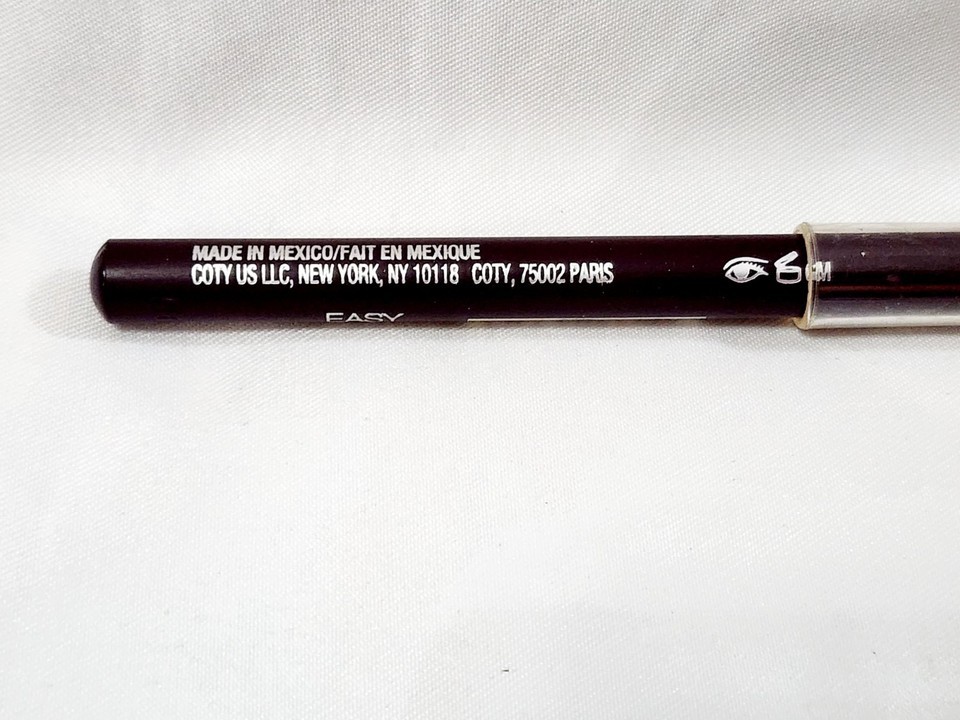 MADE IN MEXICO/FAIT EN MEXIQUE
COTY US LLC, NEW YORK, NY 10118 COTY, 75002 PARIS
6M
EASY